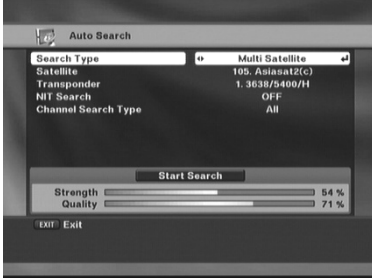 Auto Search
Search Type Multi Satellite
Satellite 105. Asiasat2(c)
Transponder 1. 3638/5400/H
NIT Search OFF
Channel Search Type All
Start Search
Strength 54 %
Quality 71 %
EXIT Exit